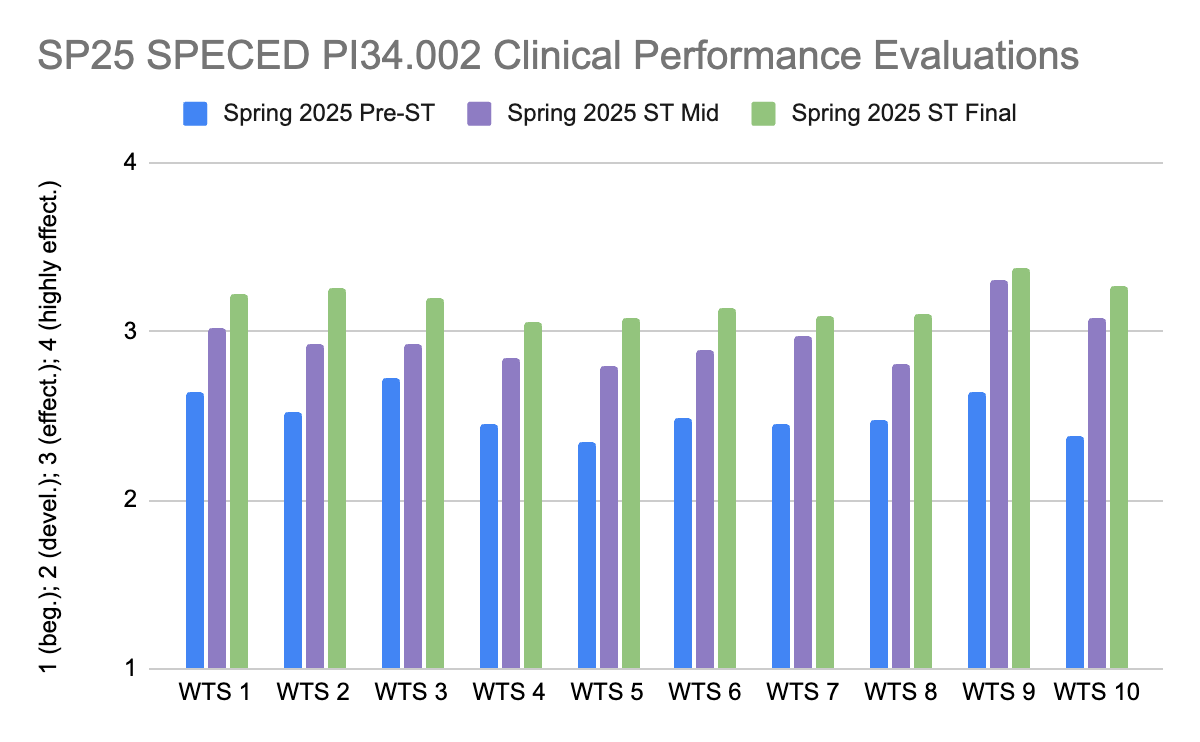 SP25 SPECED PI34.002 Clinical Performance Evaluations
Spring 2025 Pre-ST Spring 2025 ST Mid Spring 2025 ST Final
1 (beg.); 2 (devel.); 3 (effect.); 4 (highly effect.)
4
3
2
1
WTS 1 WTS 2 WTS 3 WTS 4 WTS 5 WTS 6 WTS 7 WTS 8 WTS 9 WTS 10